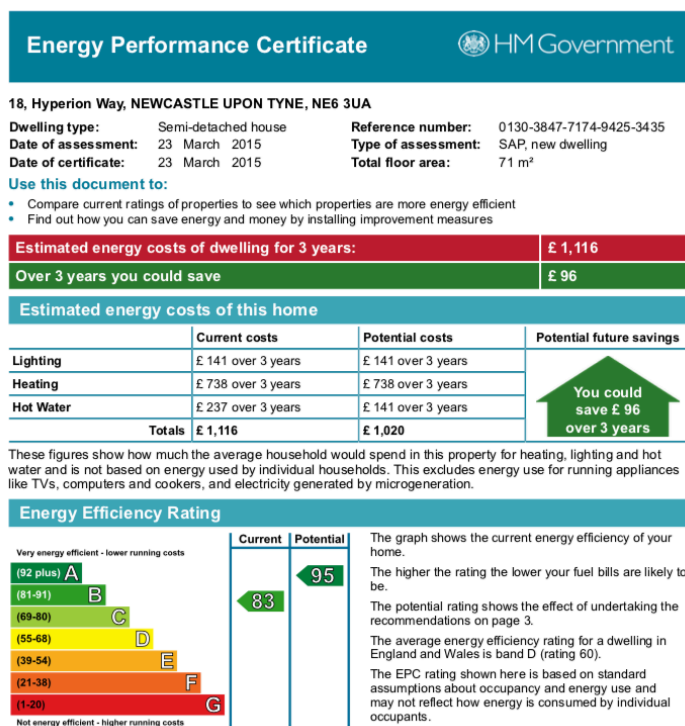 Energy Performance Certificate
HM Government
18, Hyperion Way, NEWCASTLE UPON TYNE, NE6 3UA
Dwelling type: Semi-detached house
Date of assessment: 23 March 2015
Date of certificate: 23 March 2015
Reference number: 0130-3847-7174-9425-3435
Type of assessment: SAP, new dwelling
Total floor area: 71 m²
Use this document to:
• Compare current ratings of properties to see which properties are more energy efficient
• Find out how you can save energy and money by installing improvement measures
Estimated energy costs of dwelling for 3 years: £ 1,116
Over 3 years you could save £ 96
Estimated energy costs of this home
Current costs Potential costs Potential future savings
Lighting £ 141 over 3 years £ 141 over 3 years
Heating £ 738 over 3 years £ 738 over 3 years
Hot Water £ 237 over 3 years £ 141 over 3 years
Totals £ 1,116 £ 1,020
You could
save £ 96
over 3 years
These figures show how much the average household would spend in this property for heating, lighting and hot
water and is not based on energy used by individual households. This excludes energy use for running appliances
like TVs, computers and cookers, and electricity generated by microgeneration.
Energy Efficiency Rating
Current Potential
Very energy efficient - lower running costs
(92 plus) A
(81-91) B
(69-80) C
(55-68) D
(39-54) E
(21-38) F
(1-20) G
Not energy efficient - higher running costs
83
95
The graph shows the current energy efficiency of your
home.
The higher the rating the lower your fuel bills are likely to
be.
The potential rating shows the effect of undertaking the
recommendations on page 3.
The average energy efficiency rating for a dwelling in
England and Wales is band D (rating 60).
The EPC rating shown here is based on standard
assumptions about occupancy and energy use and
may not reflect how energy is consumed by individual
occupants.